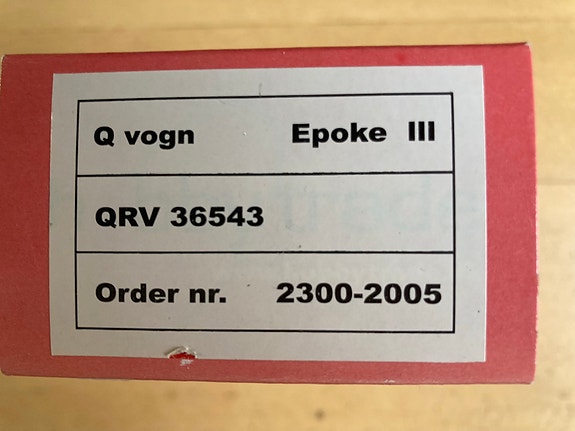 Q vogn Epoke III
QRV 36543
Order nr. 2300-2005